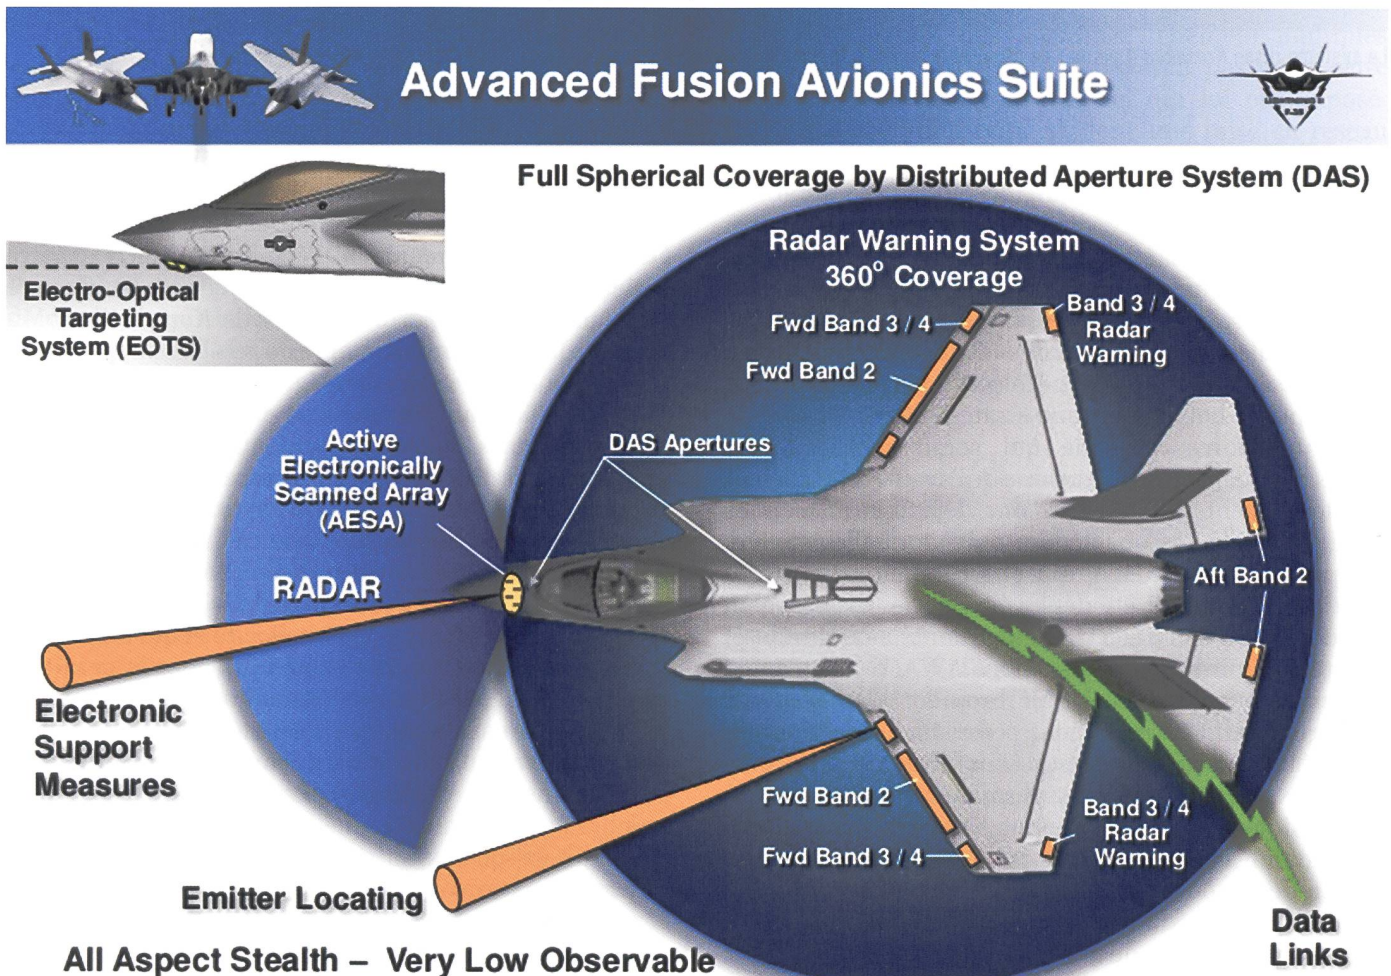 Advanced Fusion Avionics Suite
Full Spherical Coverage by Distributed Aperture System (DAS)
Electro-Optical
Targeting
System (EOTS)
Radar Warning System
360° Coverage
Fwd Band 3 / 4
Band 3 / 4
Radar
Warning
Fwd Band 2
Active
Electronically
Scanned Array
(AESA)
DAS Apertures
RADAR
Aft Band 2
Electronic
Support
Measures
Fwd Band 2
Fwd Band 3 / 4
Band 3 / 4
Radar
Warning
Emitter Locating
Data
Links
All Aspect Stealth – Very Low Observable